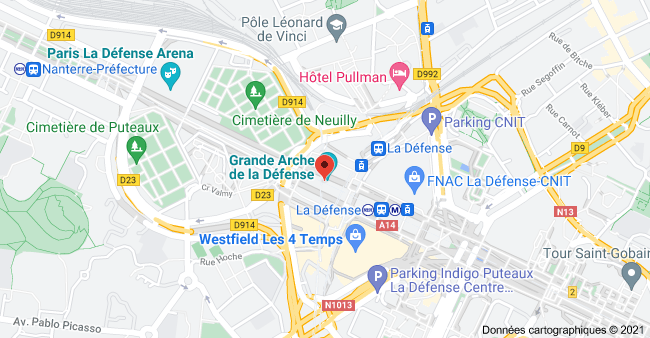 Pôle Léonard
de Vinci
D914
Paris La Défense Arena
RER
Nanterre-Préfecture
Hôtel Pullman
D992
Rue de Bitche
Rue Segoffin
Rue Kléber
Rue Carnot
D914
Cimetière de Neuilly
Cimetière de Puteaux
Parking CNIT
D9
La Défense
Grande Arche
de la Défense
D23
Cr Valmy
D23
FNAC La Défense-CNIT
La Défense
RER
M
N13
D914
A14
Westfield Les 4 Temps
Rue Hoche
Tour Saint-Gobain
Parking Indigo Puteaux
La Défense Centre...
2
N1013
Av. Pablo Picasso
Données cartographiques © 2021